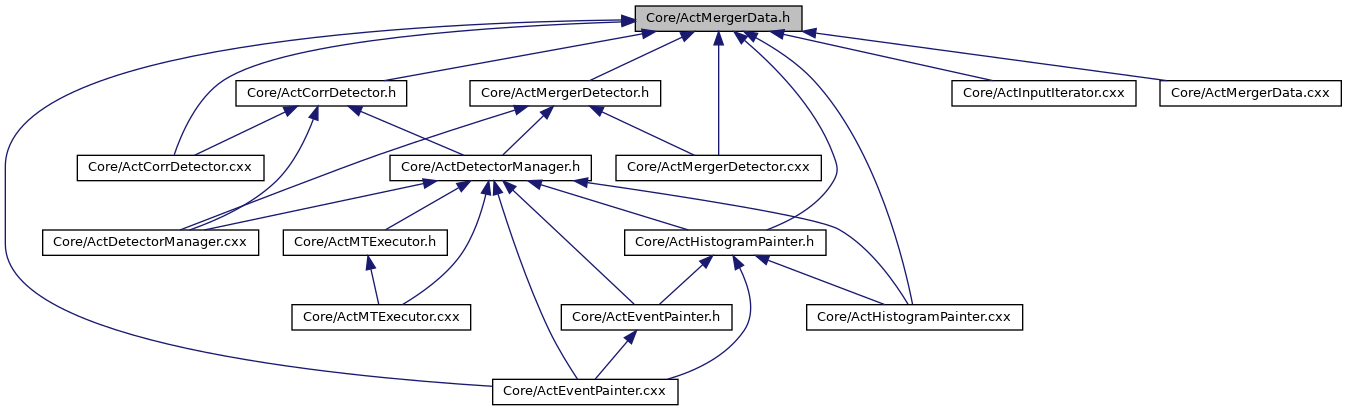 Core/ActMergerData.h
Core/ActCorrDetector.h
Core/ActMergerDetector.h
Core/ActInputIterator.cxx
Core/ActMergerData.cxx
Core/ActCorrDetector.cxx
Core/ActDetectorManager.h
Core/ActMergerDetector.cxx
Core/ActDetectorManager.cxx
Core/ActMTExecutor.h
Core/ActHistogramPainter.h
Core/ActMTExecutor.cxx
Core/ActEventPainter.h
Core/ActHistogramPainter.cxx
Core/ActEventPainter.cxx